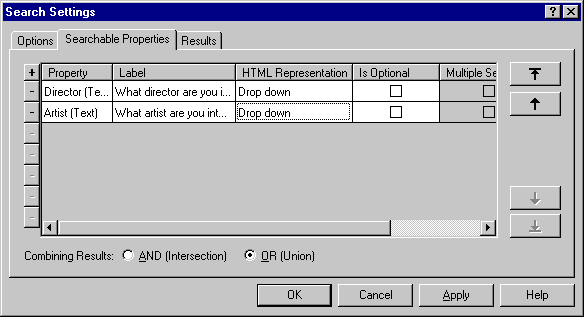 Search Settings
Options Searchable Properties Results
+ Property Label HTML Representation Is Optional Multiple Se
- Director (Te... What director are you i... Drop down
- Artist (Text) What artist are you int... Drop down
-
-
-
-
-
Combining Results: AND (Intersection) OR (Union)
OK Cancel Apply Help